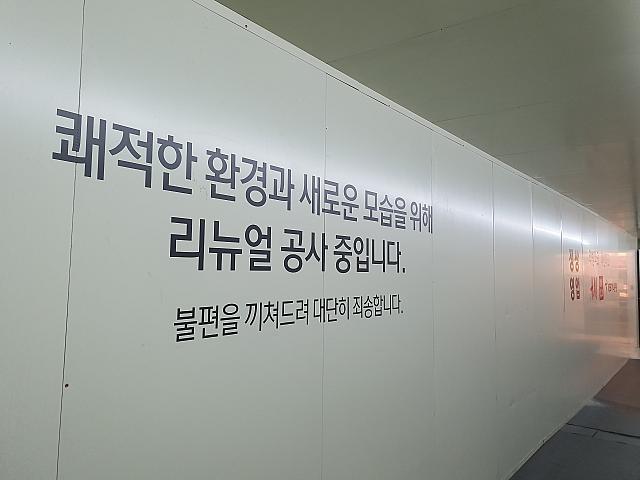 쾌적한 환경과 새로운 모습을 위해
리뉴얼 공사 중입니다.
불편을 끼쳐드려 대단히 죄송합니다.
정상
영업